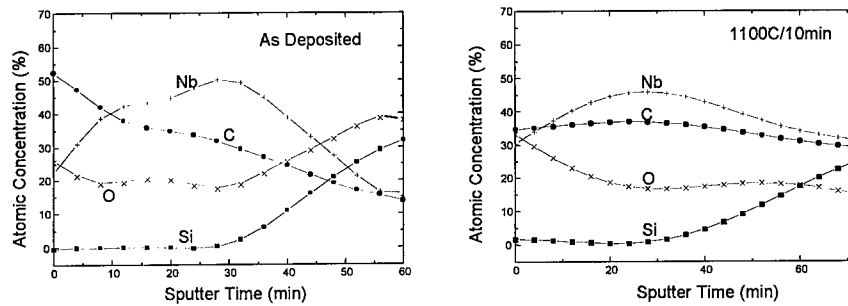 As Deposited
Atomic Concentration (%)
70
60
50
40
30
20
10
0
Nb
C
O
Si
0 10 20 30 40 50 60
Sputter Time (min)
1100C/10min
Atomic Concentration (%)
70
60
50
40
30
20
10
0
Nb
C
O
Si
0 20 40 60
Sputter Time (min)